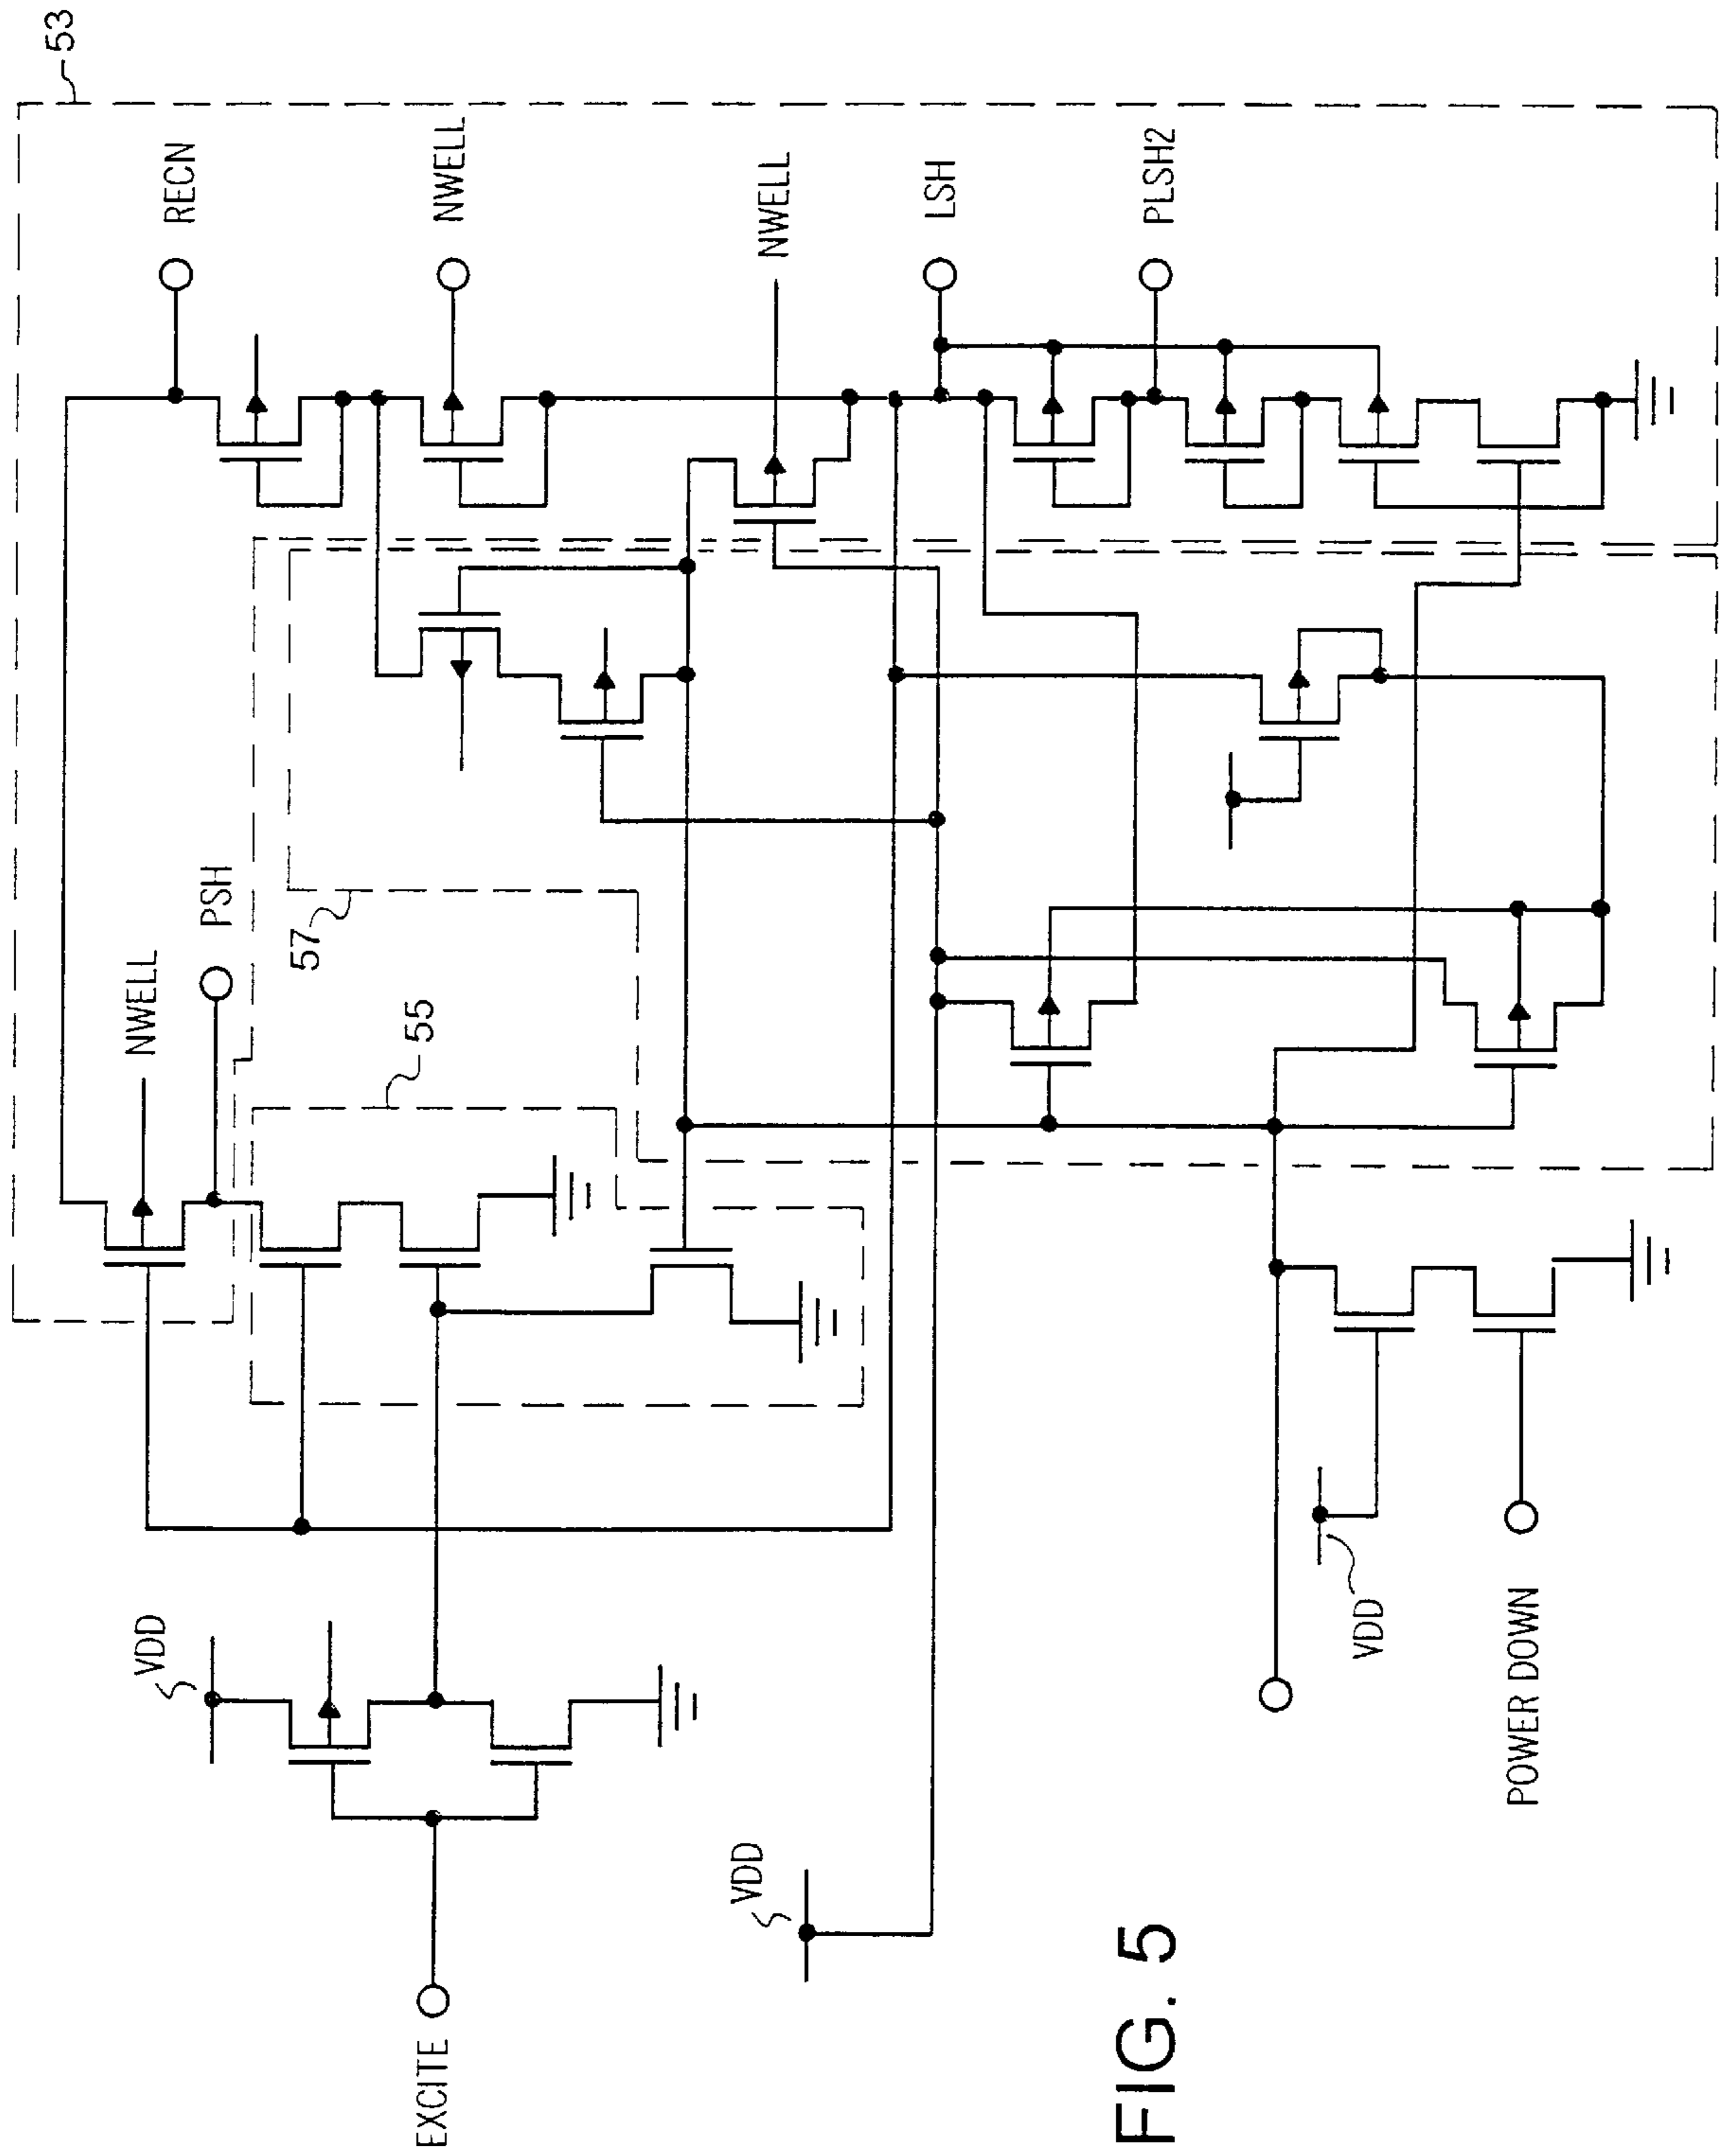 53
RECN
NWELL
NWELL
LSH
PLSH2
PSH
NWELL
57
55
VDD
VDD
VDD
EXCITE
POWER DOWN
FIG. 5